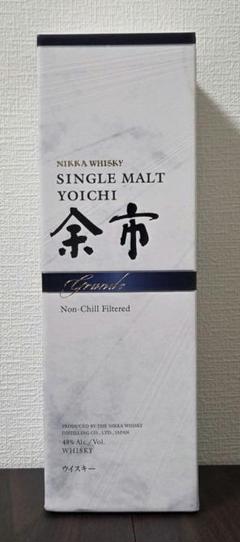 NIKKA WHISKY
SINGLE MALT
YOICHI
余市
Grande
Non-Chill Filtered
PRODUCED BY THE NIKKA WHISKY
DISTILLING CO., LTD., JAPAN
48% Alc./Vol.
WHISKY
ウイスキー